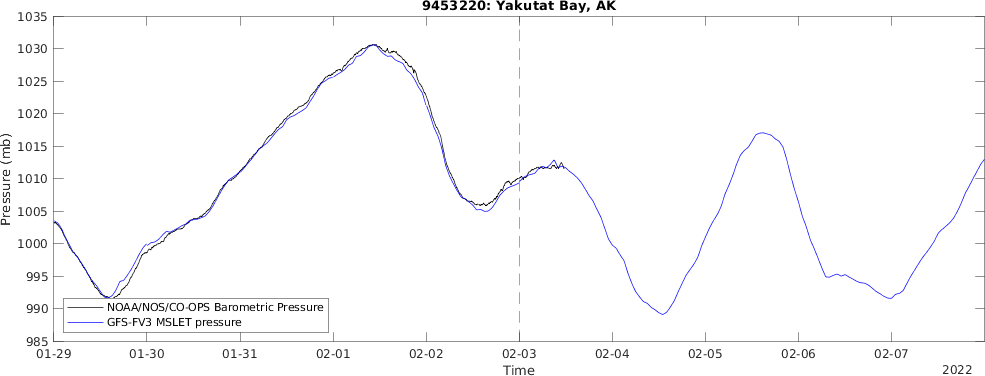 9453220: Yakutat Bay, AK
Pressure (mb)
1035
1030
1025
1020
1015
1010
1005
1000
995
990
985
NOAA/NOS/CO-OPS Barometric Pressure
GFS-FV3 MSLET pressure
01-29 01-30 01-31 02-01 02-02 02-03 02-04 02-05 02-06 02-07
Time
2022